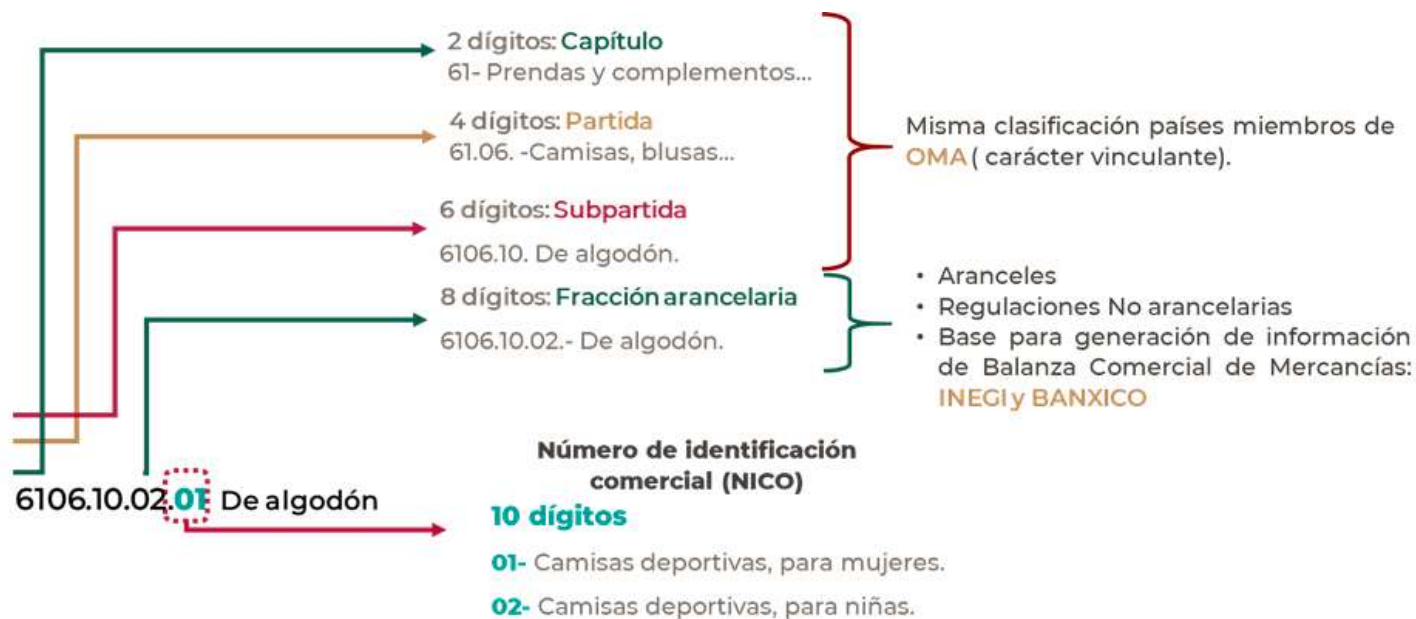 2 dígitos: Capítulo
61- Prendas y complementos...
4 dígitos: Partida
61.06. -Camisas, blusas...
6 dígitos: Subpartida
6106.10. De algodón.
8 dígitos: Fracción arancelaria
6106.10.02.- De algodón.
Misma clasificación países miembros de
OMA ( carácter vinculante).
• Aranceles
• Regulaciones No arancelarias
• Base para generación de información
de Balanza Comercial de Mercancías:
INEGI y BANXICO
6106.10.02.01 De algodón
Número de identificación
comercial (NICO)
10 dígitos
01- Camisas deportivas, para mujeres.
02- Camisas deportivas, para niñas.